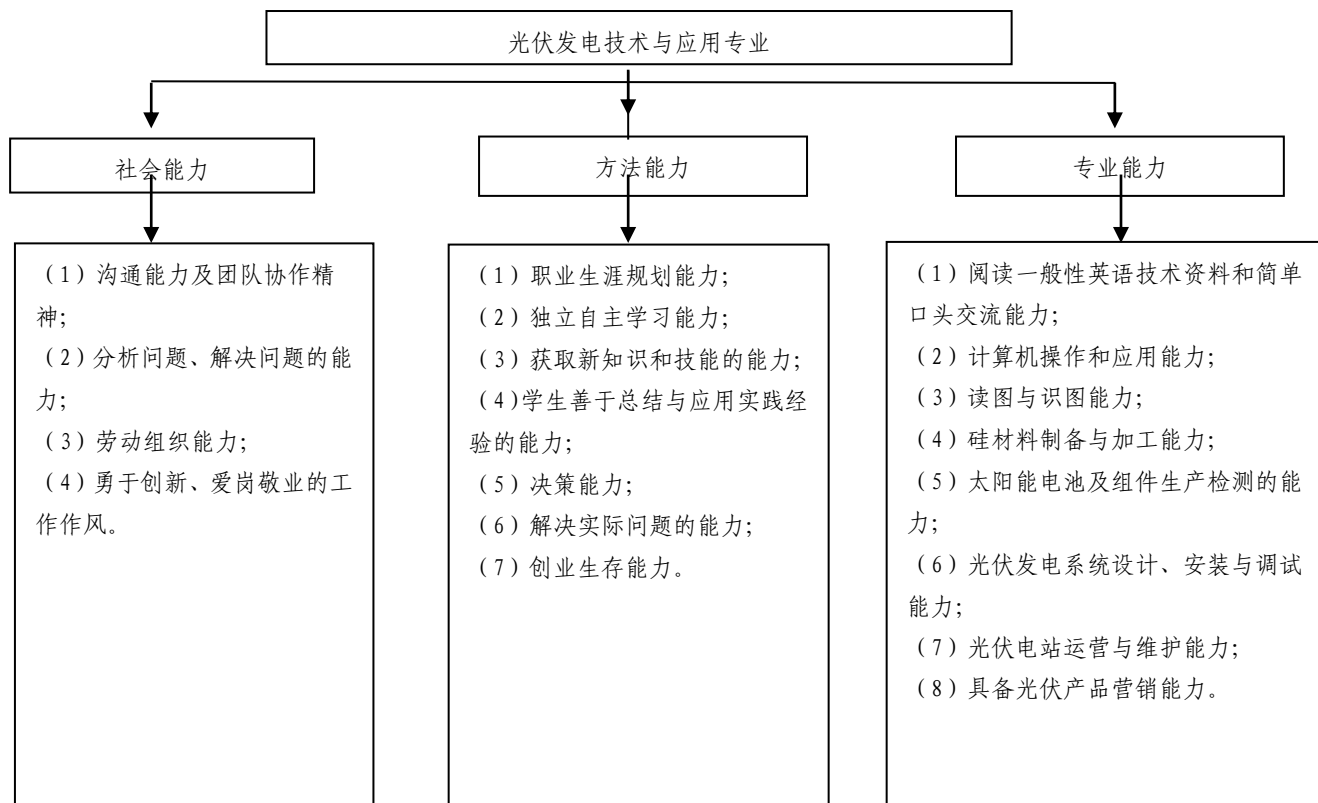 光伏发电技术与应用专业
社会能力
方法能力
专业能力
（1）沟通能力及团队协作精
神；
（2）分析问题、解决问题的能
力；
（3）劳动组织能力；
（4）勇于创新、爱岗敬业的工
作作风。
（1）职业生涯规划能力；
（2）独立自主学习能力；
（3）获取新知识和技能的能力；
（4）学生善于总结与应用实践经
验的能力；
（5）决策能力；
（6）解决实际问题的能力；
（7）创业生存能力。
（1）阅读一般性英语技术资料和简单
口头交流能力；
（2）计算机操作和应用能力；
（3）读图与识图能力；
（4）硅材料制备与加工能力；
（5）太阳能电池及组件生产检测的能
力；
（6）光伏发电系统设计、安装与调试
能力；
（7）光伏电站运营与维护能力；
（8）具备光伏产品营销能力。